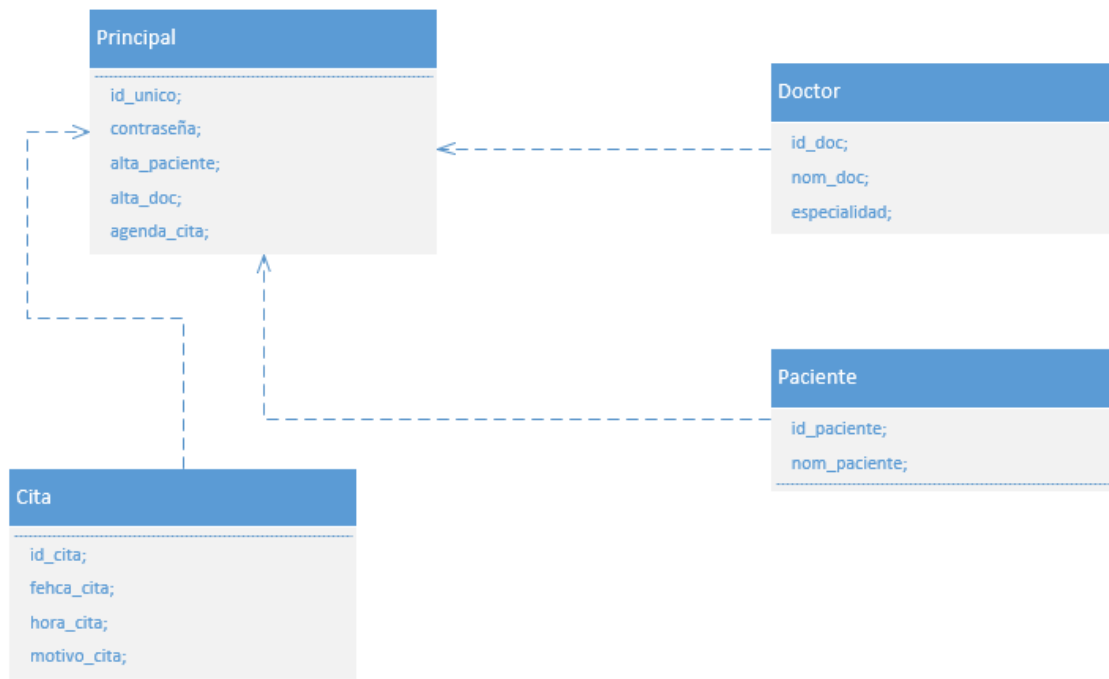 Principal
id_unico;
contraseña;
alta_paciente;
alta_doc;
agenda_cita;
Doctor
id_doc;
nom_doc;
especialidad;
Paciente
id_paciente;
nom_paciente;
Cita
id_cita;
fehca_cita;
hora_cita;
motivo_cita;